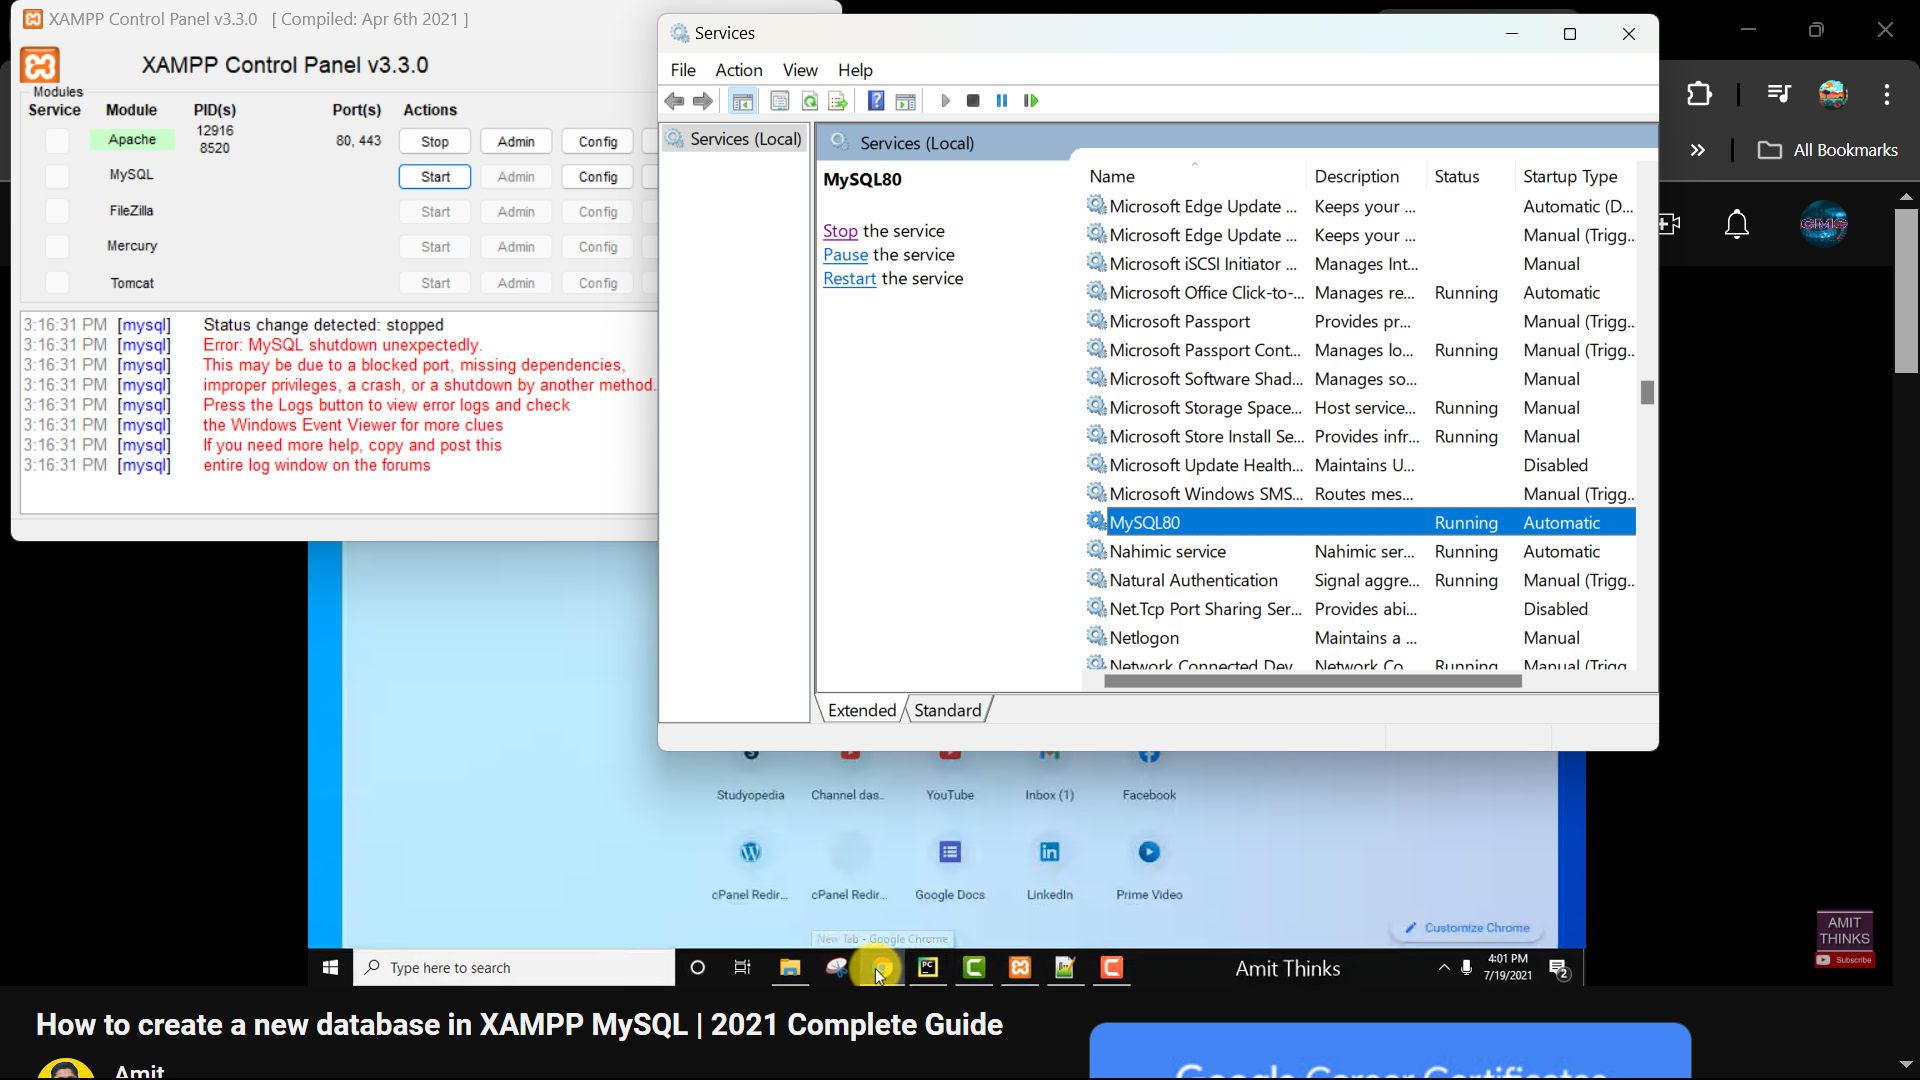 XAMPP Control Panel v3.3.0 [ Compiled: Apr 6th 2021 ]
XAMPP Control Panel v3.3.0
Modules
Service Module PID(s) Port(s) Actions
Apache 12916 8520 80, 443 Stop Admin Config
MySQL Start Admin Config
FileZilla Start Admin Config
Mercury Start Admin Config
Tomcat Start Admin Config
3:16:31 PM [mysql] Status change detected: stopped
3:16:31 PM [mysql] Error: MySQL shutdown unexpectedly.
3:16:31 PM [mysql] This may be due to a blocked port, missing dependencies,
3:16:31 PM [mysql] improper privileges, a crash, or a shutdown by another method.
3:16:31 PM [mysql] Press the Logs button to view error logs and check
3:16:31 PM [mysql] the Windows Event Viewer for more clues
3:16:31 PM [mysql] If you need more help, copy and post this
3:16:31 PM [mysql] entire log window on the forums
Services
File Action View Help
Services (Local)
Services (Local)
MySQL80
Stop the service
Pause the service
Restart the service
Name Description Status Startup Type
Microsoft Edge Update ... Keeps your ... Automatic (D...
Microsoft Edge Update ... Keeps your ... Manual (Trigg...
Microsoft iSCSI Initiator ... Manages Int... Manual
Microsoft Office Click-to-... Manages re... Running Automatic
Microsoft Passport Provides pr... Manual (Trigg...
Microsoft Passport Cont... Manages lo... Running Manual (Trigg...
Microsoft Software Shad... Manages so... Manual
Microsoft Storage Space... Host service... Running Manual
Microsoft Store Install Se... Provides infr... Running Manual
Microsoft Update Health... Maintains U... Disabled
Microsoft Windows SMS... Routes mes... Manual (Trigg...
MySQL80 Running Automatic
Nahimic service Nahimic ser... Running Automatic
Natural Authentication Signal aggre... Running Manual (Trigg...
Net.Tcp Port Sharing Ser... Provides abi... Disabled
Netlogon Maintains a ... Manual
Network Connected Dev Network Co Running Manual (Trigg
Extended Standard
All Bookmarks
Studyopedia Channel das.. YouTube Inbox (1) Facebook
cPanel Redir... cPanel Redir... Google Docs LinkedIn Prime Video
Customize Chrome
New Tab - Google Chrome
Type here to search
PC
Amit Thinks
4:01 PM
7/19/2021
2
AMIT
THINKS
Subscribe
How to create a new database in XAMPP MySQL | 2021 Complete Guide
Amit
Google Career Certificates